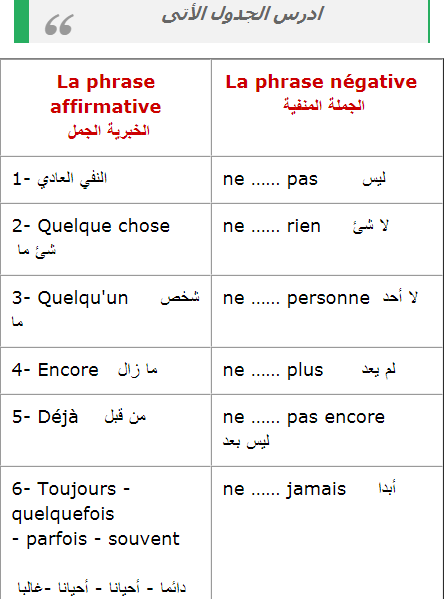 ادرس الجدول الأتى
La phrase affirmative
الخبرية الجمل
La phrase négative
الجملة المنفية
1- النفي العادي
ne ...... pas ليس
2- Quelque chose
شئ ما
ne ...... rien لا شئ
3- Quelqu'un شخص
ما
ne ...... personne لا أحد
4- Encore ما زال
ne ...... plus لم يعد
5- Déjà من قبل
ne ...... pas encore
ليس بعد
6- Toujours -
quelquefois
- parfois - souvent
دائما - أحيانا - أحيانا -غالبا
ne ...... jamais أبدا